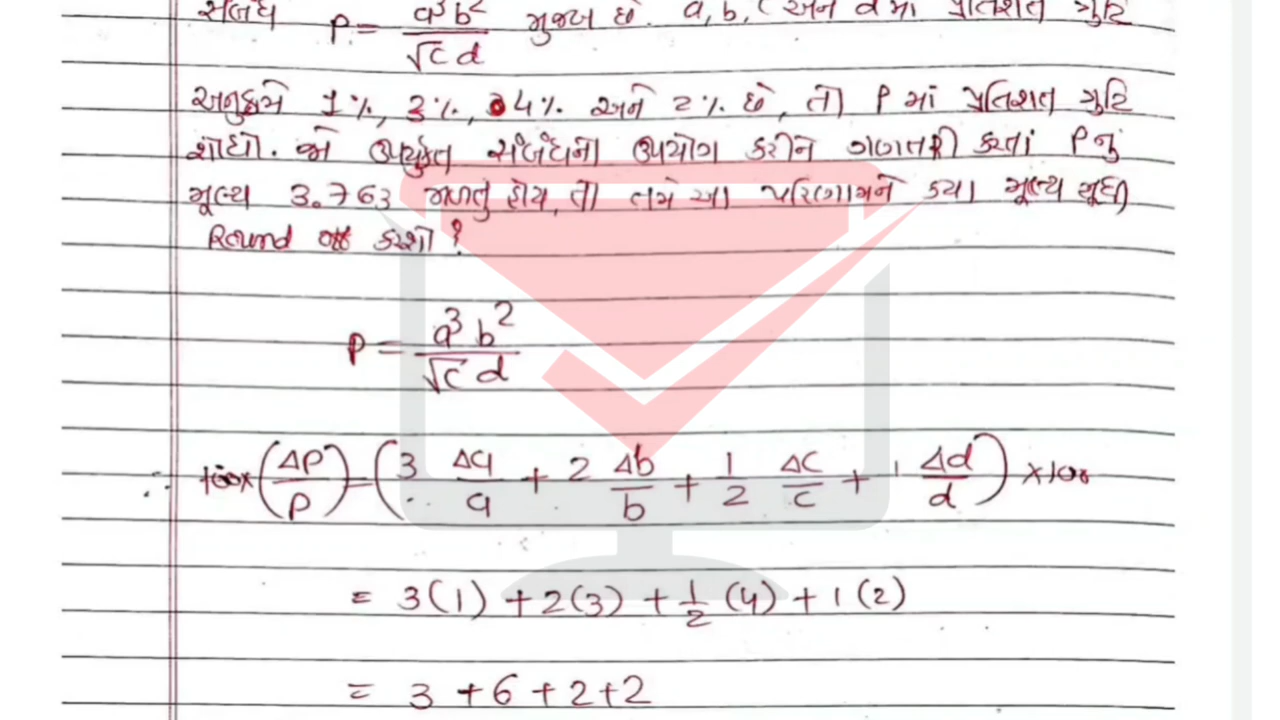 સંબંધ P = a³b² / √c d મુજબ છે. a, b, c અને d માં પ્રતિશત ત્રુટિ
અનુક્રમે 1%, 3%, 4% અને 2% છે, તો P માં પ્રતિશત ત્રુટિ
શોધો. જો ઉપર્યુક્ત સંબંધનો ઉપયોગ કરીને ગણતરી કરતાં P નું
મૂલ્ય 3.763 મળતું હોય, તો તમે આ પરિણામને કયા મૂલ્ય સૂધી
Round કરશો ?
P = a³ b² / √c d
∴ 100× (ΔP/P) = (3 Δa/a + 2 Δb/b + 1/2 Δc/c + 1 Δd/d) ×100
= 3(1) + 2(3) + 1/2 (4) + 1(2)
= 3 + 6 + 2 + 2